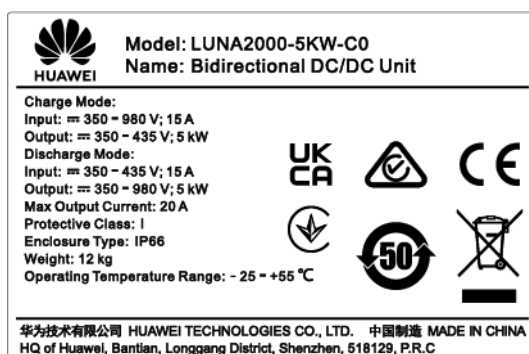 HUAWEI
Model: LUNA2000-5KW-C0
Name: Bidirectional DC/DC Unit
Charge Mode:
Input: ⎓ 350 - 980 V; 15 A
Output: ⎓ 350 - 435 V; 5 kW
Discharge Mode:
Input: ⎓ 350 - 435 V; 15 A
Output: ⎓ 350 - 980 V; 5 kW
Max Output Current: 20 A
Protective Class: I
Enclosure Type: IP66
Weight: 12 kg
Operating Temperature Range: - 25 - +55 ℃
UK
CA
CE
50
华为技术有限公司 HUAWEI TECHNOLOGIES CO., LTD. 中国制造 MADE IN CHINA
HQ of Huawei, Bantian, Longgang District, Shenzhen, 518129, P.R.C